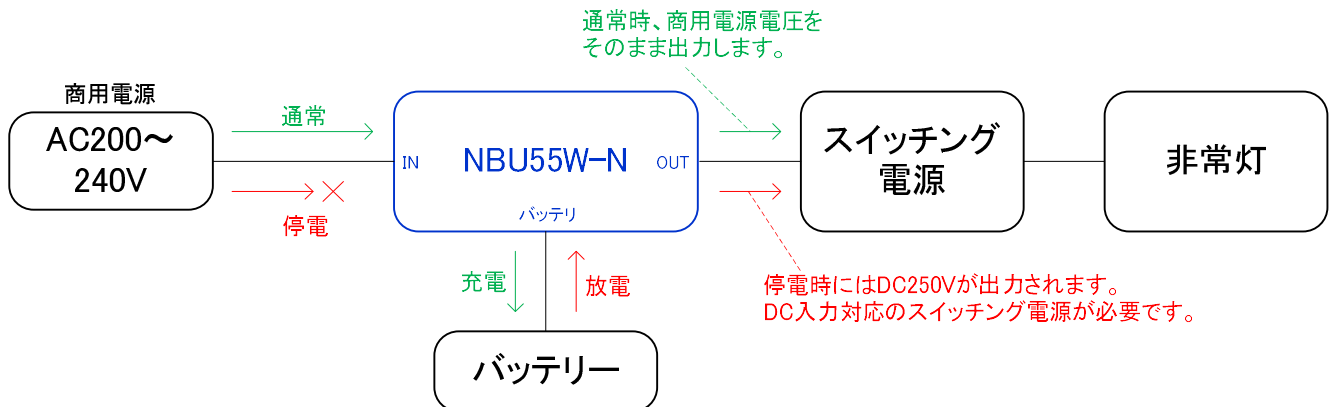 通常時、商用電源電圧を
そのまま出力します。
商用電源
AC200～
240V
通常
停電
IN
NBU55W-N
OUT
バッテリ
スイッチング
電源
非常灯
充電
放電
停電時にはDC250Vが出力されます。
DC入力対応のスイッチング電源が必要です。
バッテリー